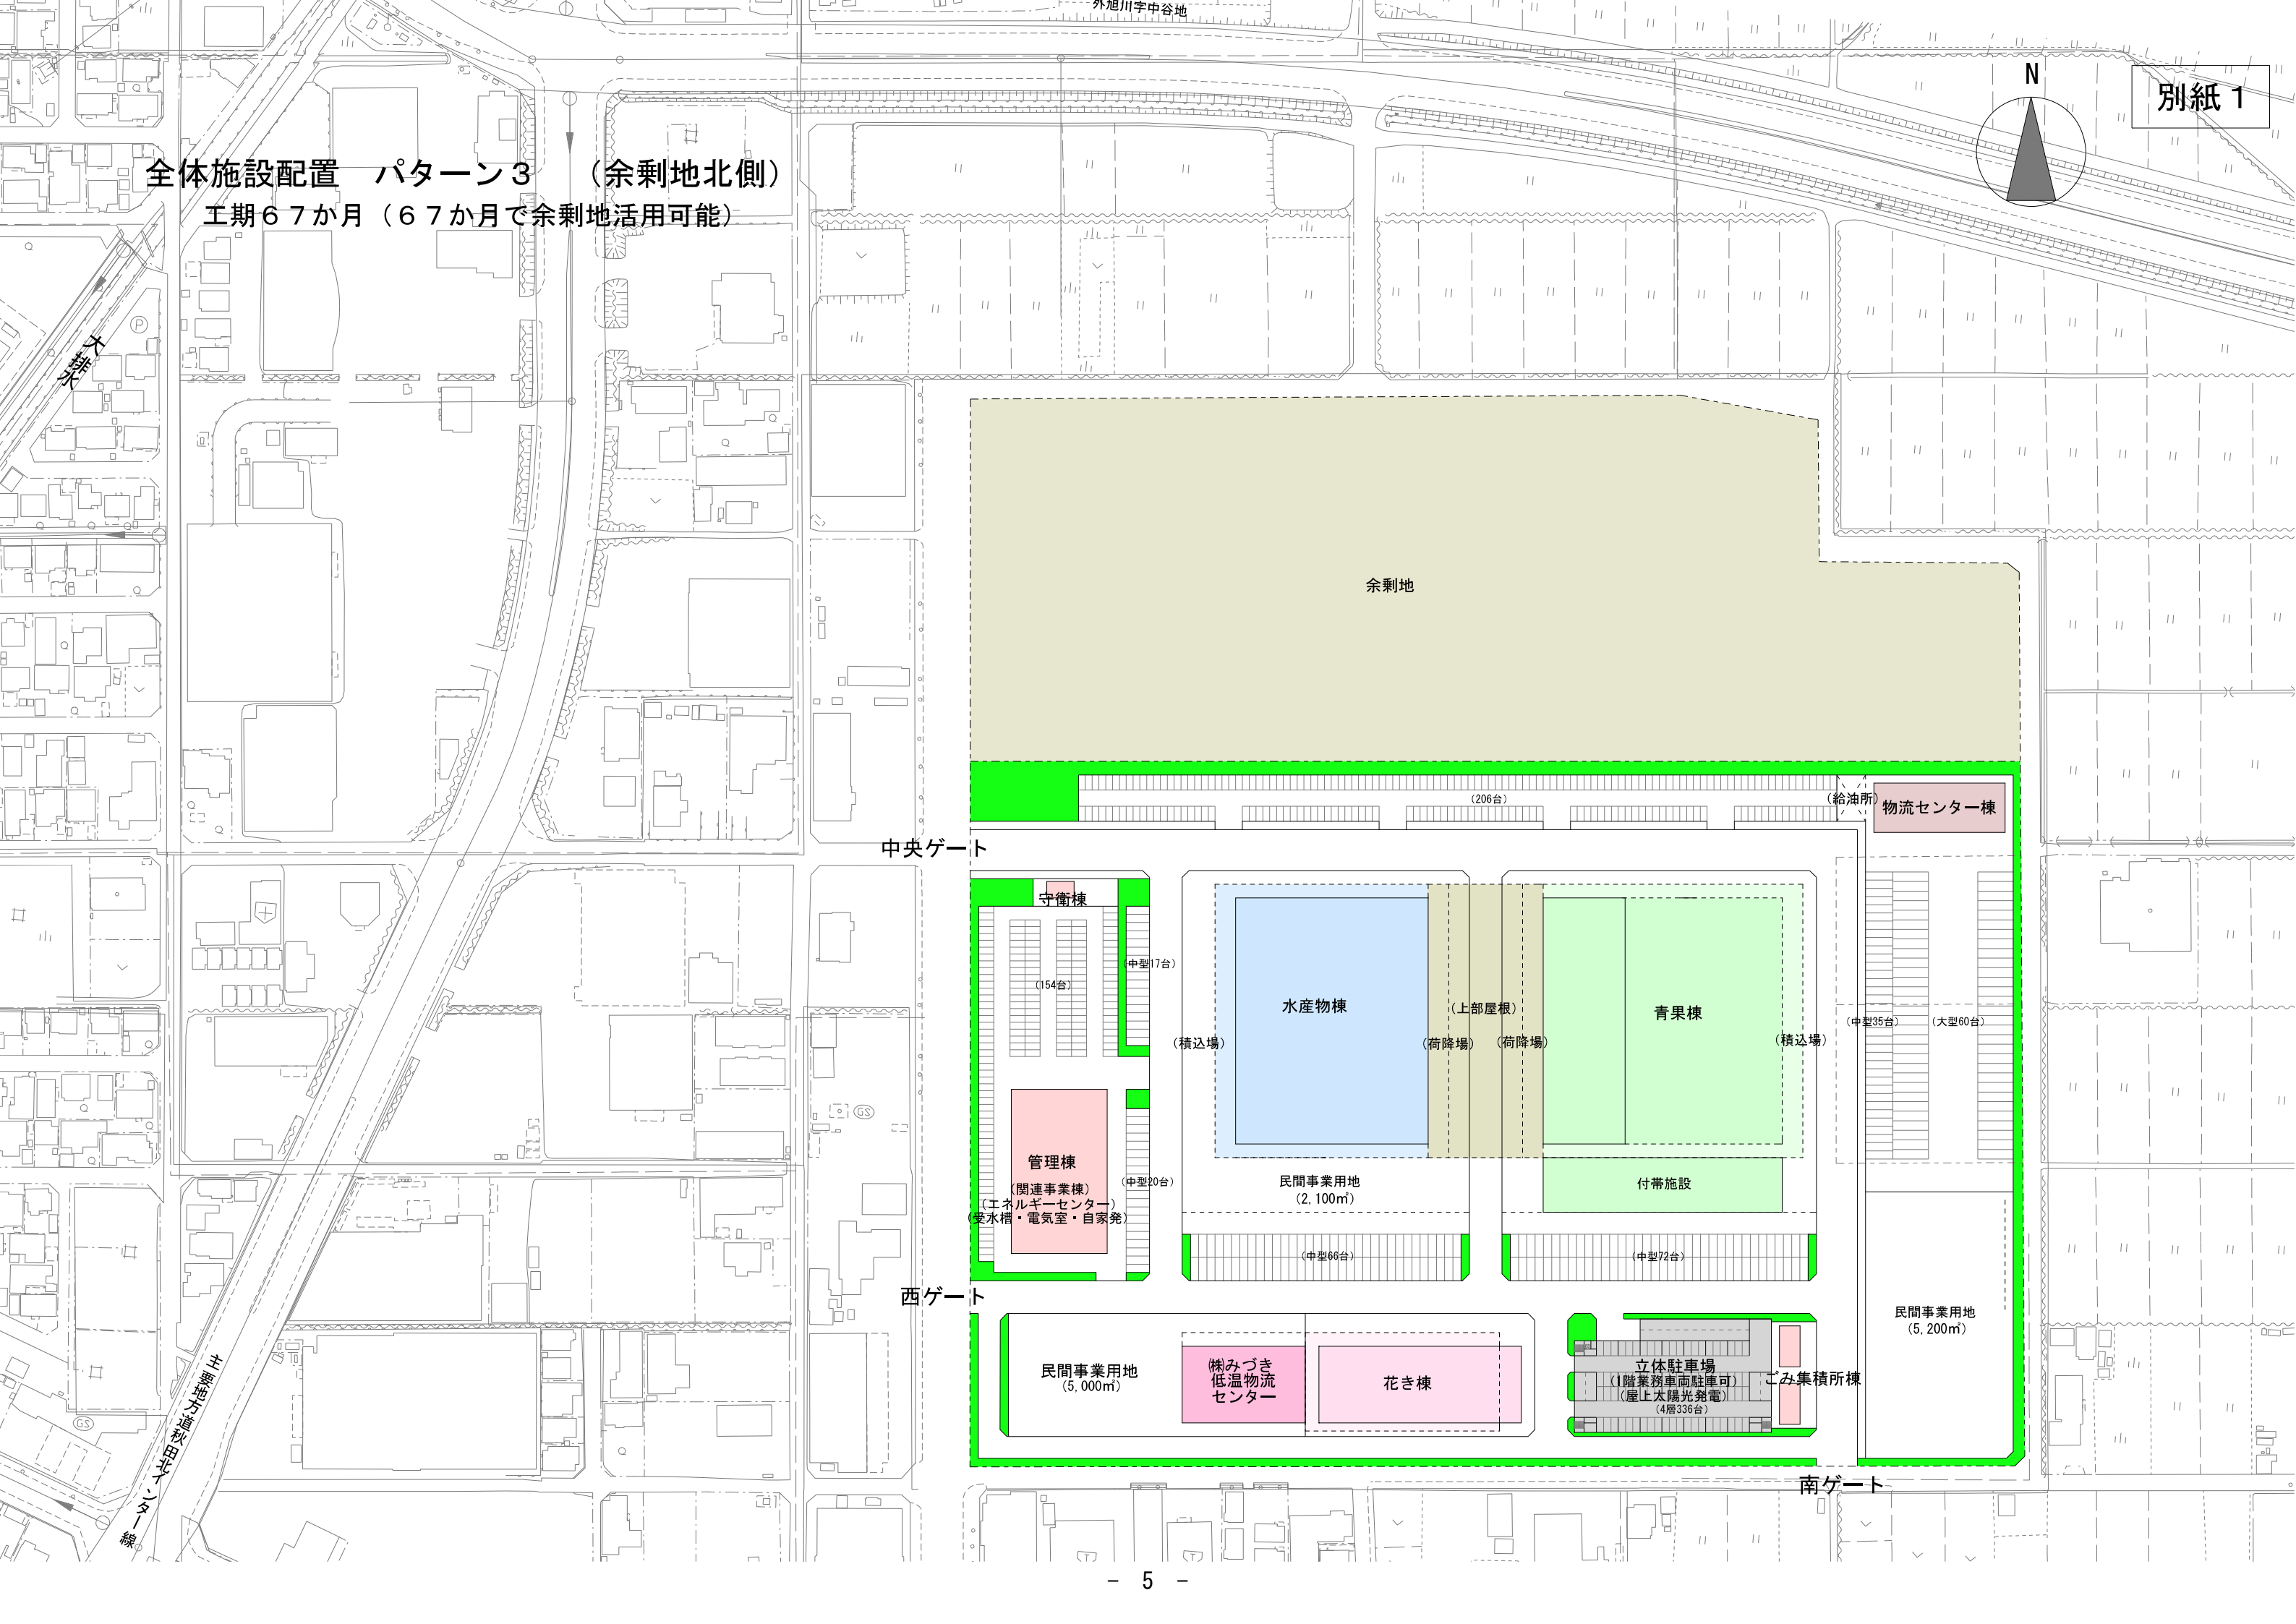 外旭川字中谷地
N
別紙１
全体施設配置　パターン３　（余剰地北側）
工期６７か月（６７か月で余剰地活用可能）
大排水
P
余剰地
（206台）
（給油所）
物流センター棟
中央ゲート
守衛棟
（中型17台）
（154台）
水産物棟
（上部屋根）
青果棟
（積込場）
（荷降場）
（荷降場）
（積込場）
（中型35台）
（大型60台）
GS
管理棟
（関連事業棟）
（エネルギーセンター）
（受水槽・電気室・自家発）
（中型20台）
民間事業用地
（2,100㎡）
付帯施設
（中型66台）
（中型72台）
西ゲート
民間事業用地
（5,200㎡）
民間事業用地
（5,000㎡）
㈱みづき
低温物流
センター
花き棟
立体駐車場
（1階業務車両駐車可）
（屋上太陽光発電）
（4層336台）
ごみ集積所棟
GS
主要地方道秋田北インター線
南ゲート
- 5 -